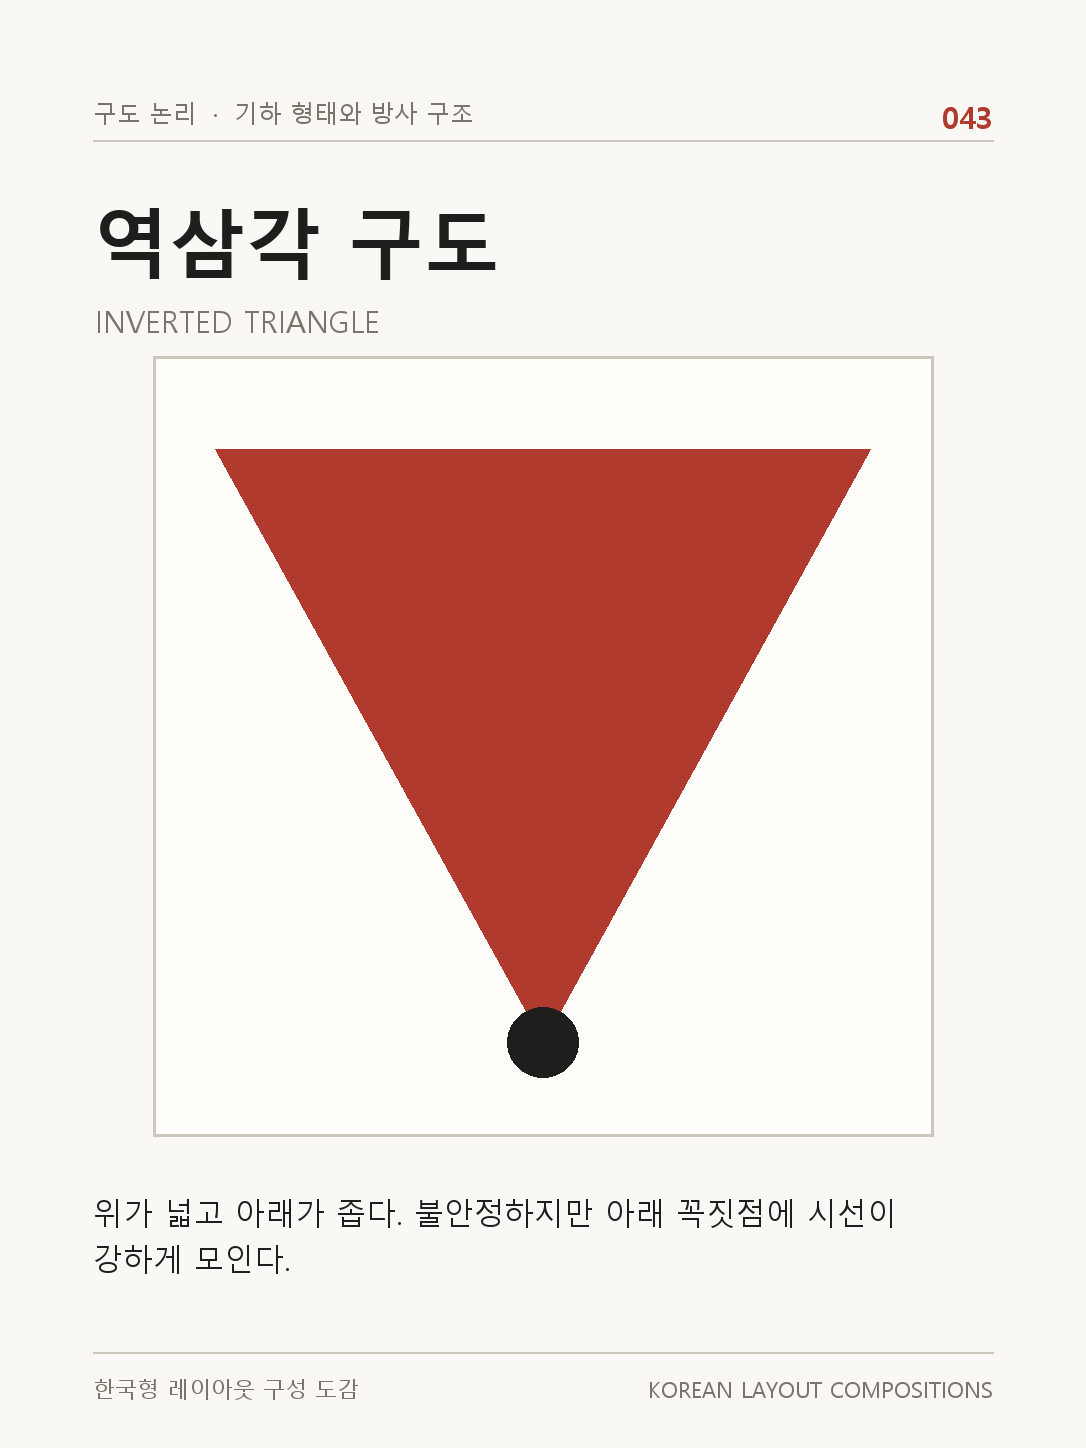 구도 논리 · 기하 형태와 방사 구조
043
역삼각 구도
INVERTED TRIANGLE
위가 넓고 아래가 좁다. 불안정하지만 아래 꼭짓점에 시선이
강하게 모인다.
한국형 레이아웃 구성 도감
KOREAN LAYOUT COMPOSITIONS